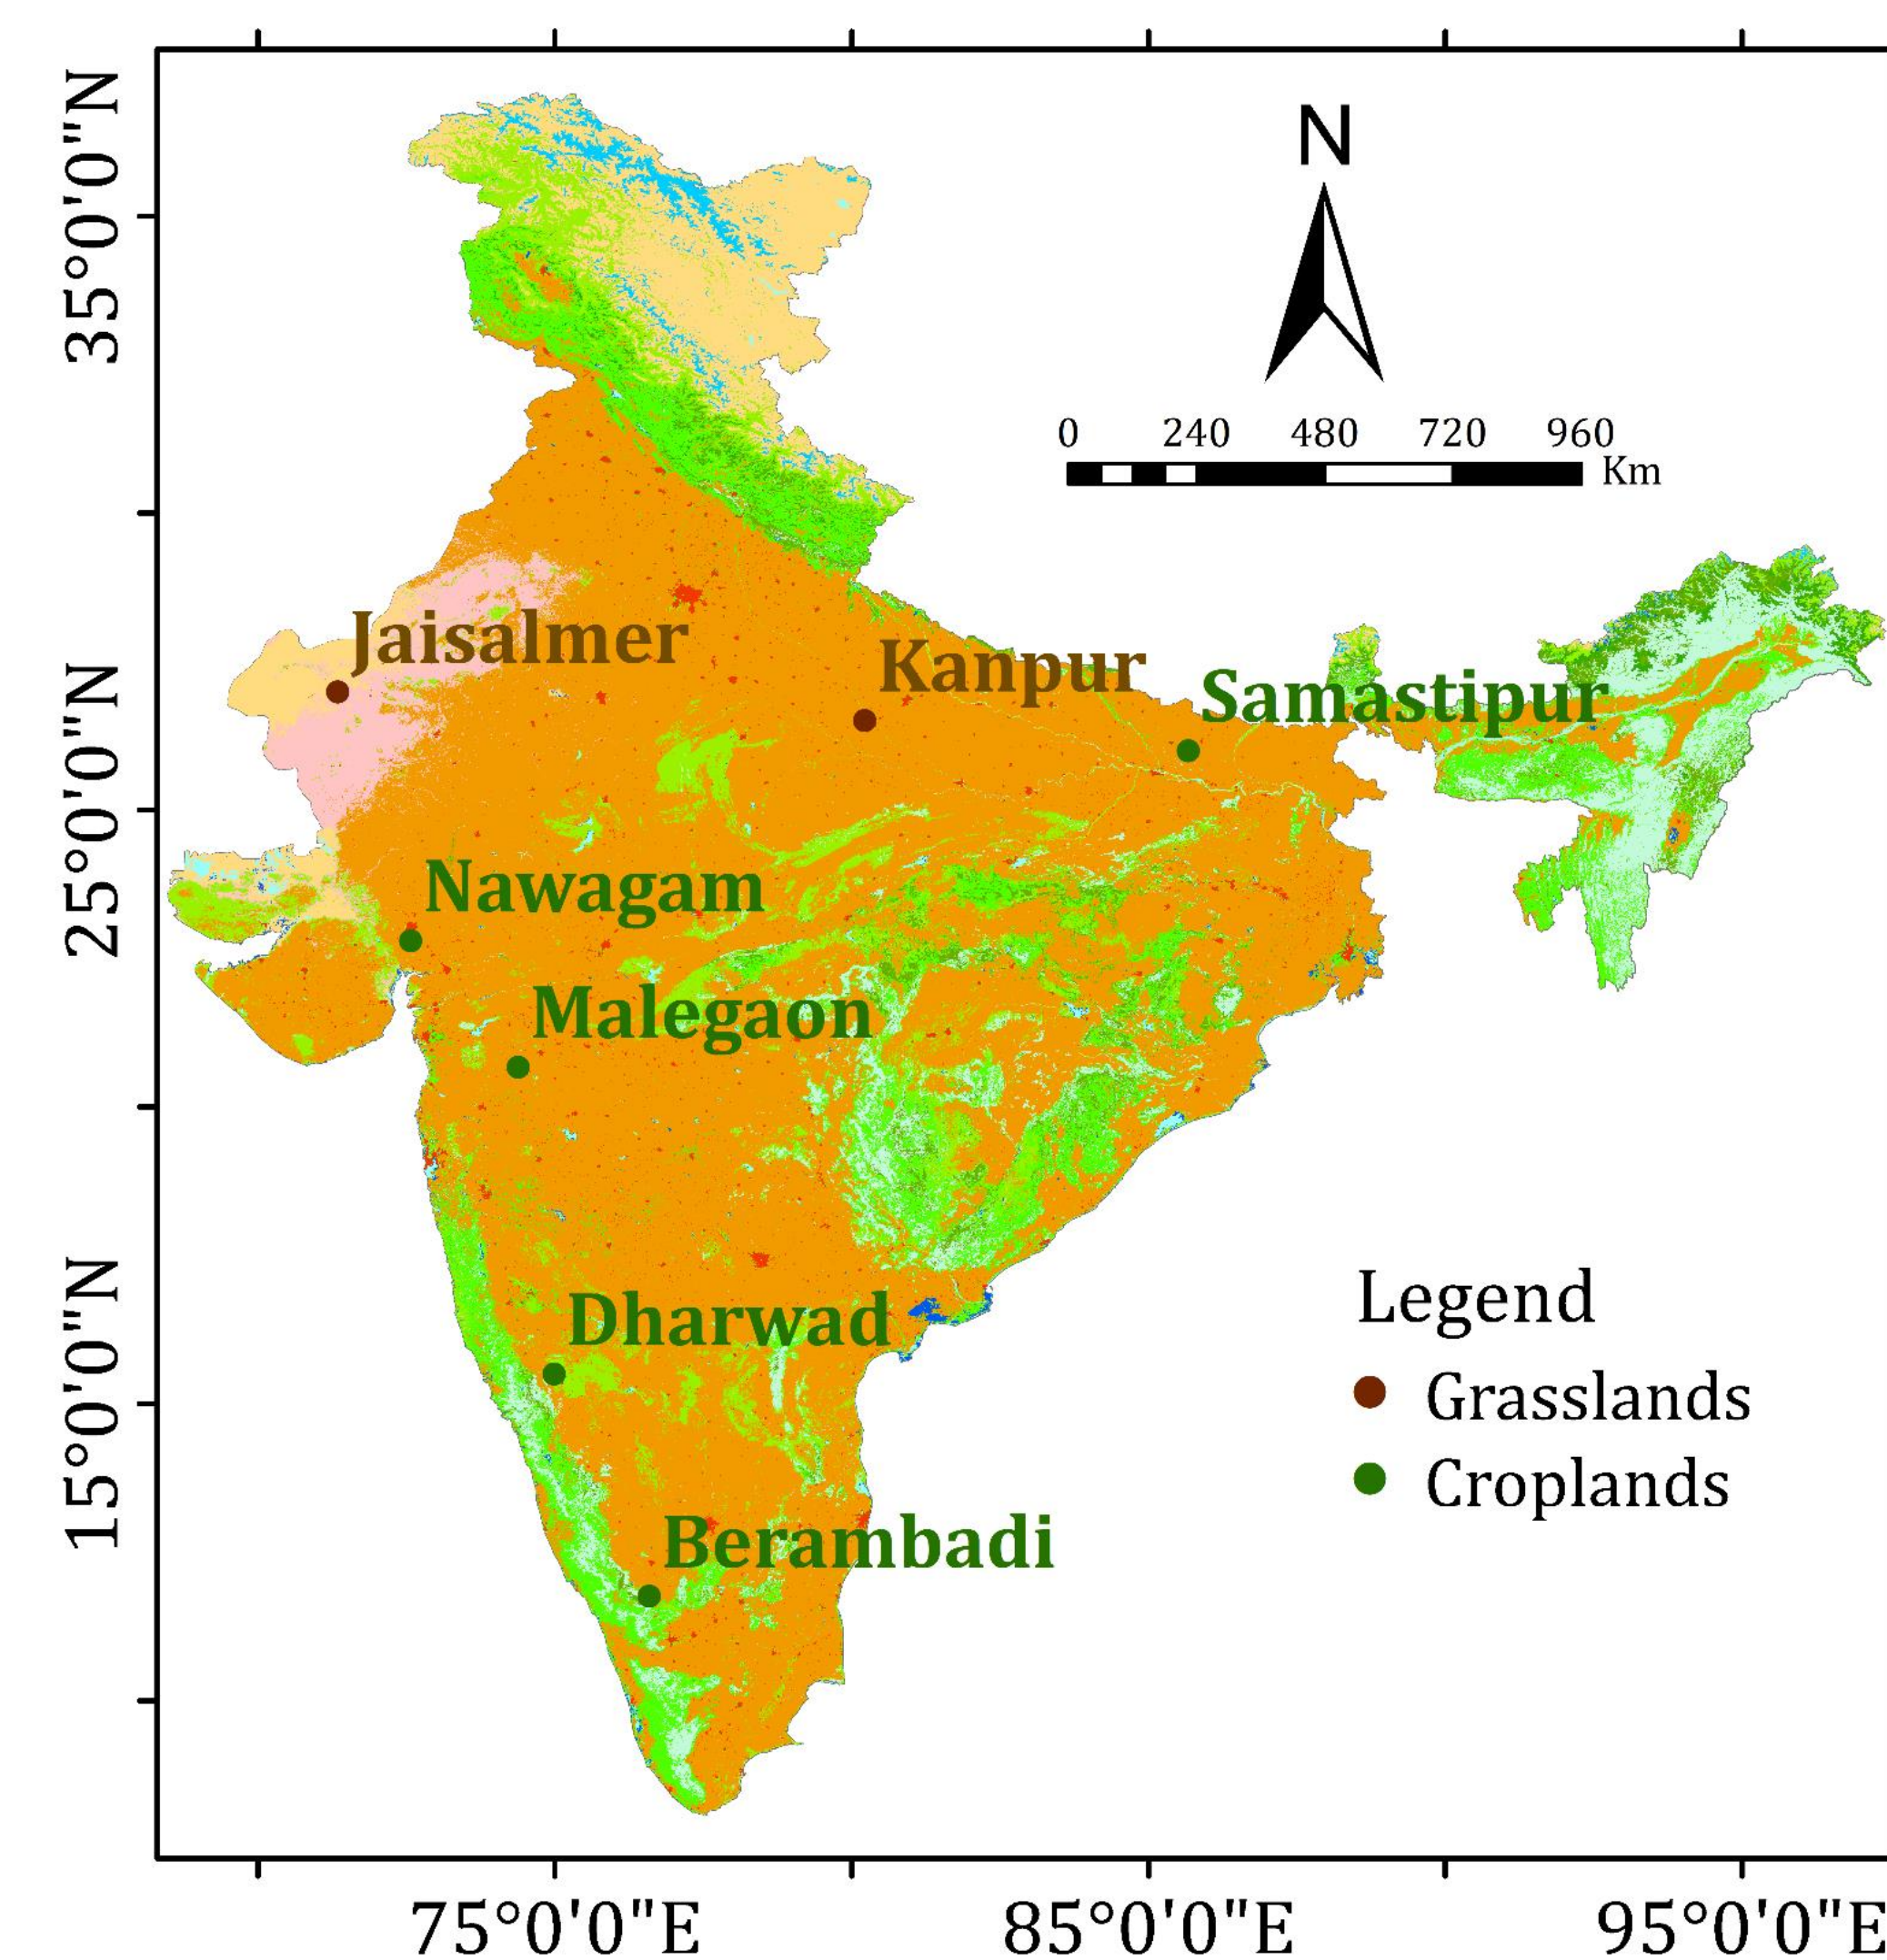 N
0 240 480 720 960
Km
35°0'0"N
25°0'0"N
15°0'0"N
Jaisalmer
Kanpur
Samastipur
Nawagam
Malegaon
Dharwad
Berambadi
Legend
Grasslands
Croplands
75°0'0"E 85°0'0"E 95°0'0"E